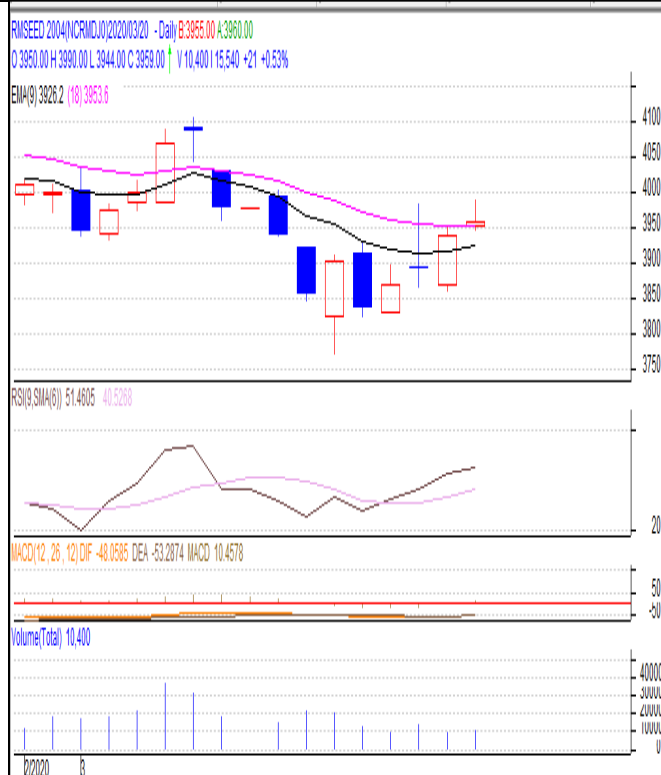 RMSEED 2004(NCRMDJ0)2020/03/20 - Daily B:3955.00 A:3960.00
O 3950.00 H 3990.00 L 3944.00 C 3959.00 V 10,400 I 15,540 +21 +0.53%
EMA(9) 3926.2 (18) 3953.6
4100
4050
4000
3950
3900
3850
3800
3750
RSI(9,SMA(6)) 51.4605 40.5268
20
MACD(12 , 26 , 12) DIF -48.0585 DEA -53.2874 MACD 10.4578
50
-50
Volume(Total) 10,400
40000
30000
20000
10000
0
2/2020 3